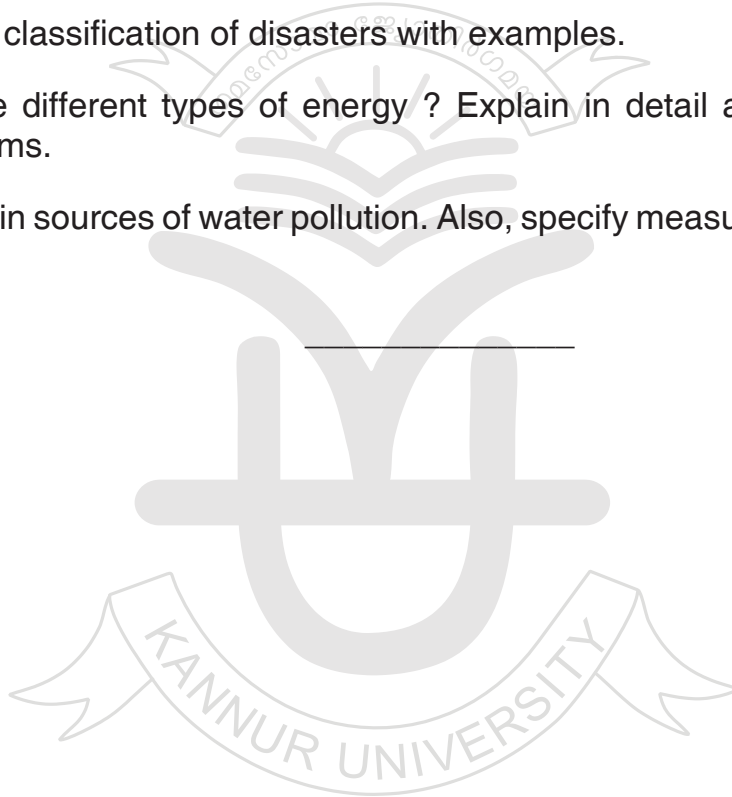 classification of disasters with examples.
e different types of energy ? Explain in detail a
ms.
in sources of water pollution. Also, specify measu
KANNUR UNIVERSITY